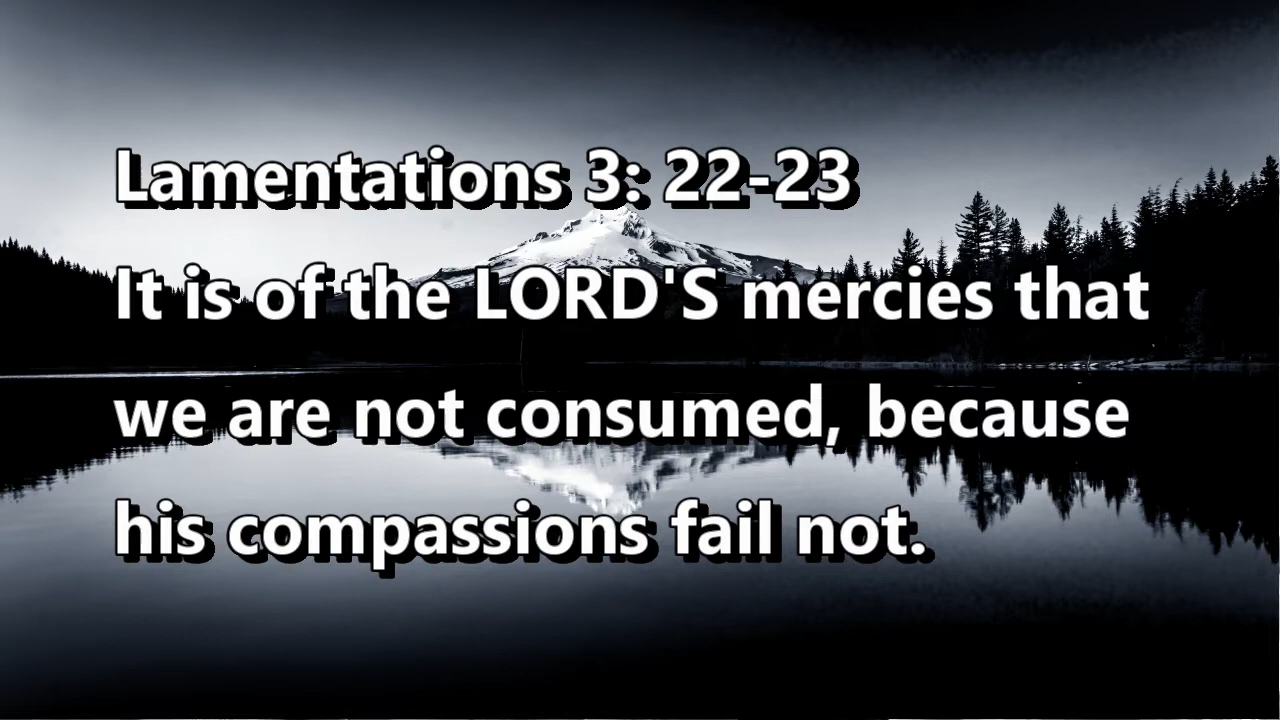 Lamentations 3: 22-23
It is of the LORD'S mercies that
we are not consumed, because
his compassions fail not.